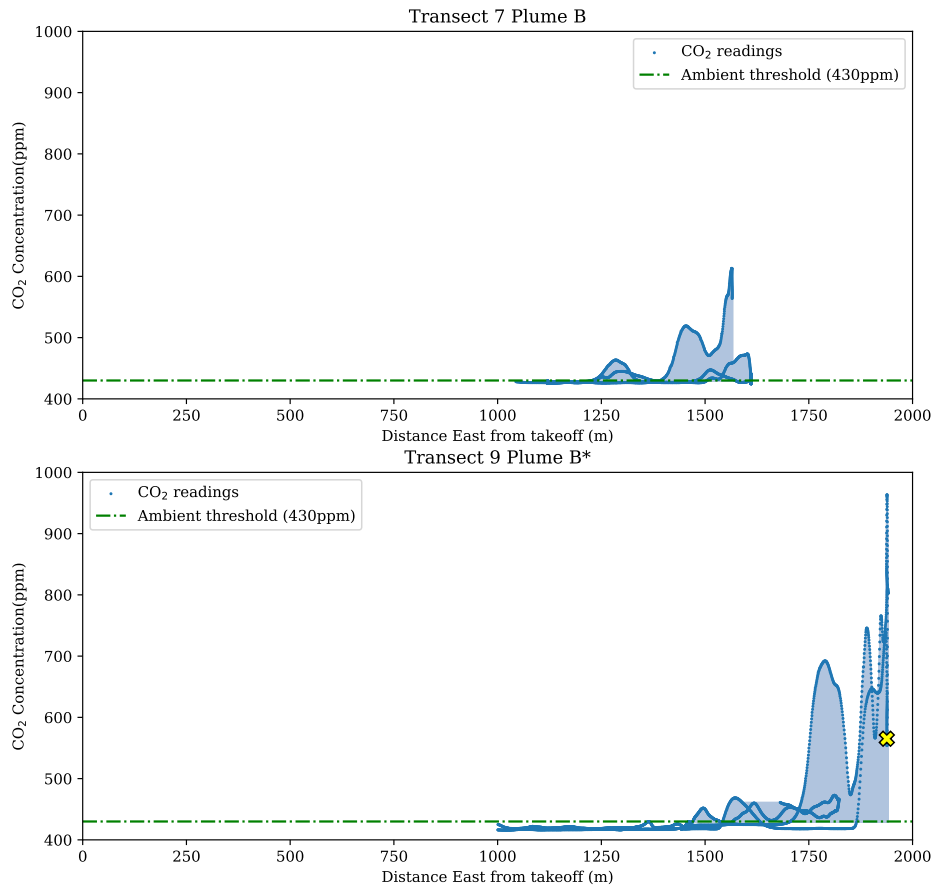 Transect 7 Plume B
1000
900
800
700
600
500
400
CO₂ Concentration(ppm)
CO₂ readings
Ambient threshold (430ppm)
0 250 500 750 1000 1250 1500 1750 2000
Distance East from takeoff (m)
Transect 9 Plume B*
1000
900
800
700
600
500
400
CO₂ Concentration(ppm)
CO₂ readings
Ambient threshold (430ppm)
0 250 500 750 1000 1250 1500 1750 2000
Distance East from takeoff (m)